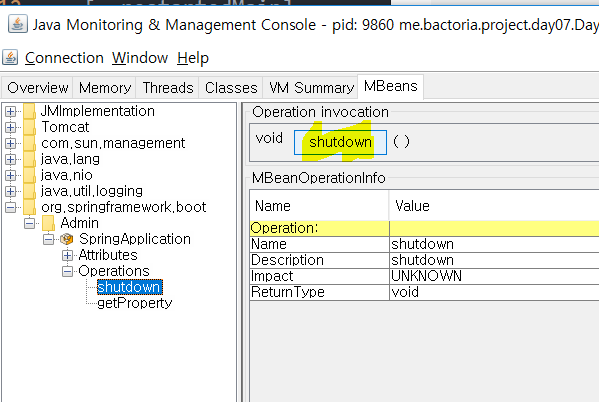 Java Monitoring & Management Console - pid: 9860 me.bactoria.project.day07.Day
Connection Window Help
Overview Memory Threads Classes VM Summary MBeans
JMImplementation
Tomcat
com.sun.management
java.lang
java.nio
java.util.logging
org.springframework.boot
Admin
SpringApplication
Attributes
Operations
shutdown
getProperty
Operation invocation
void shutdown ( )
MBeanOperationInfo
Name Value
Operation:
Name shutdown
Description shutdown
Impact UNKNOWN
ReturnType void